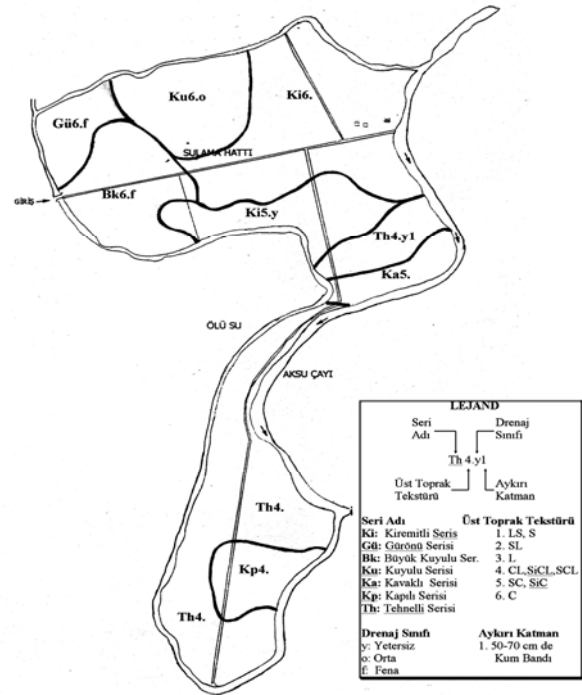 Ku6.o
Ki6.
Gü6.f
SULAMA HATTI
GİRİŞ
Bk6.f
Ki5.y
Th4.y1
Ka5.
ÖLÜ SU
AKSU ÇAYI
Th4.
Kp4.
Th4.
LEJAND
Seri Adı
Drenaj Sınıfı
Th 4.y1
Üst Toprak Tekstürü
Aykırı Katman
Seri Adı
Ki: Kiremitli Seris
Gü: Gürönü Serisi
Bk: Büyük Kuyulu Ser.
Ku: Kuyulu Serisi
Ka: Kavaklı Serisi
Kp: Kapılı Serisi
Th: Tehnelli Serisi
Üst Toprak Tekstürü
1. LS, S
2. SL
3. L
4. CL,SiCL,SCL
5. SC, SiC
6. C
Drenaj Sınıfı
y: Yetersiz
o: Orta
f: Fena
Aykırı Katman
1. 50-70 cm de
Kum Bandı